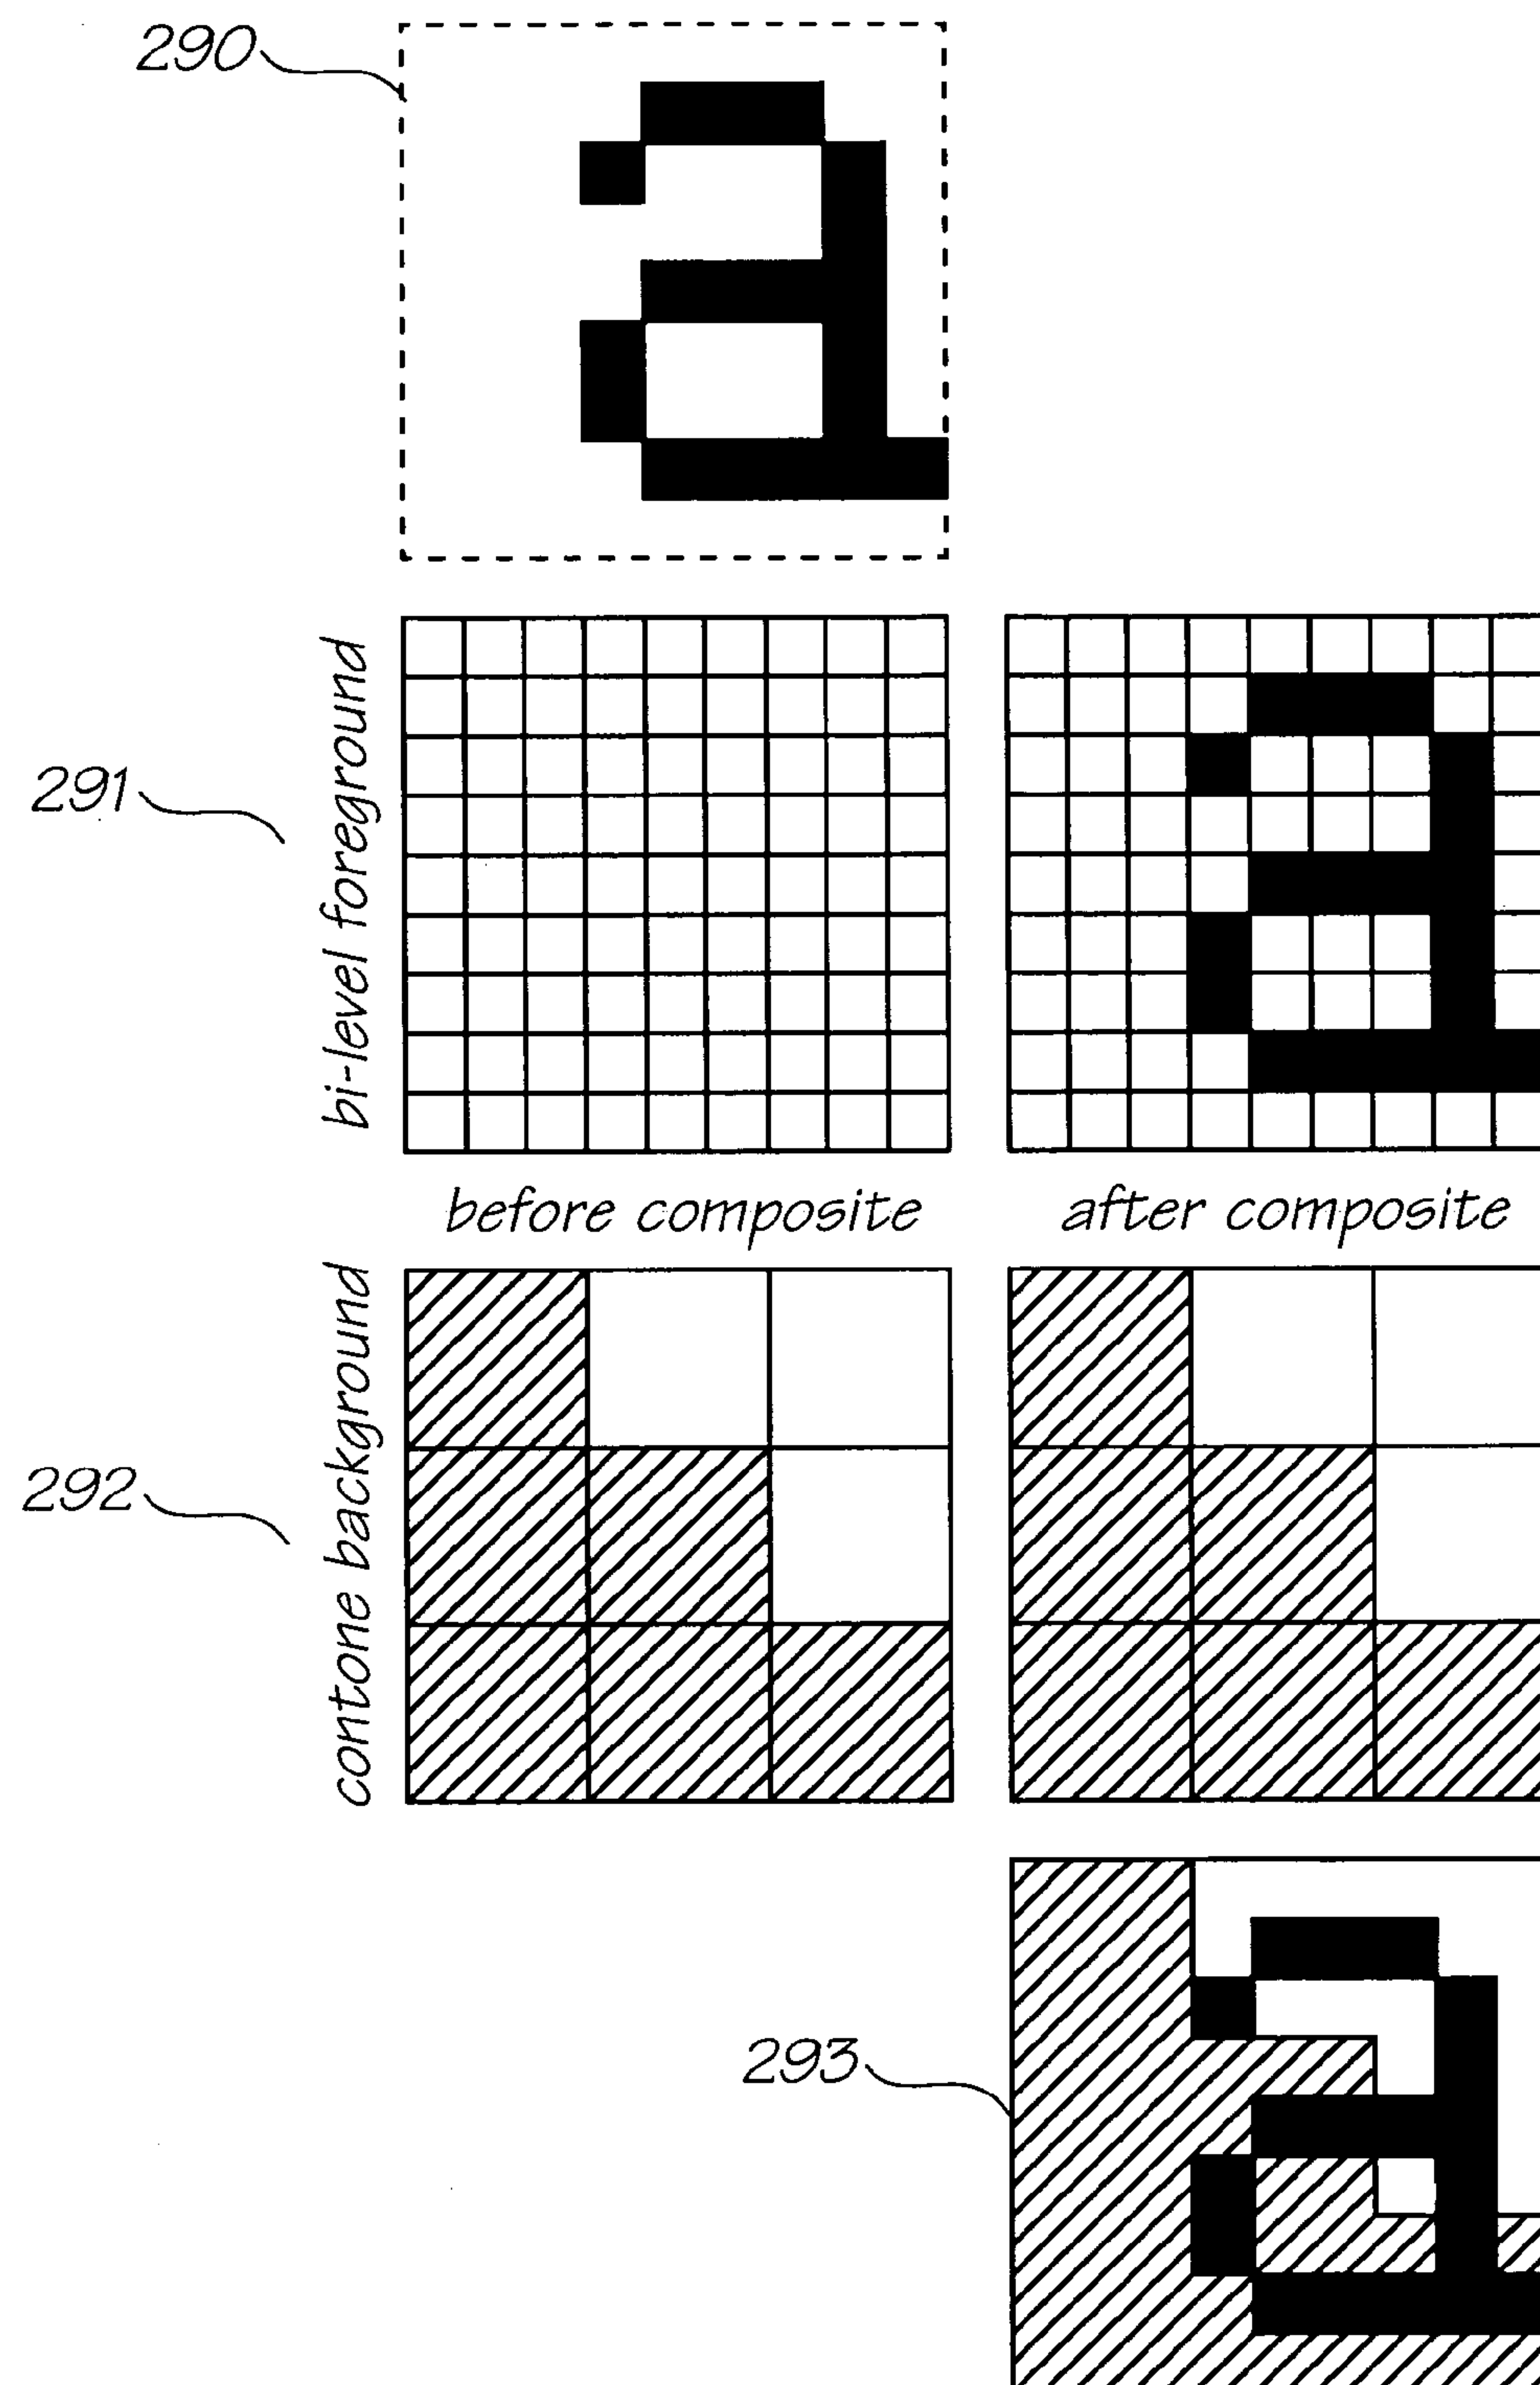 290
291
bi-level foreground
before composite
after composite
292
contone background
293